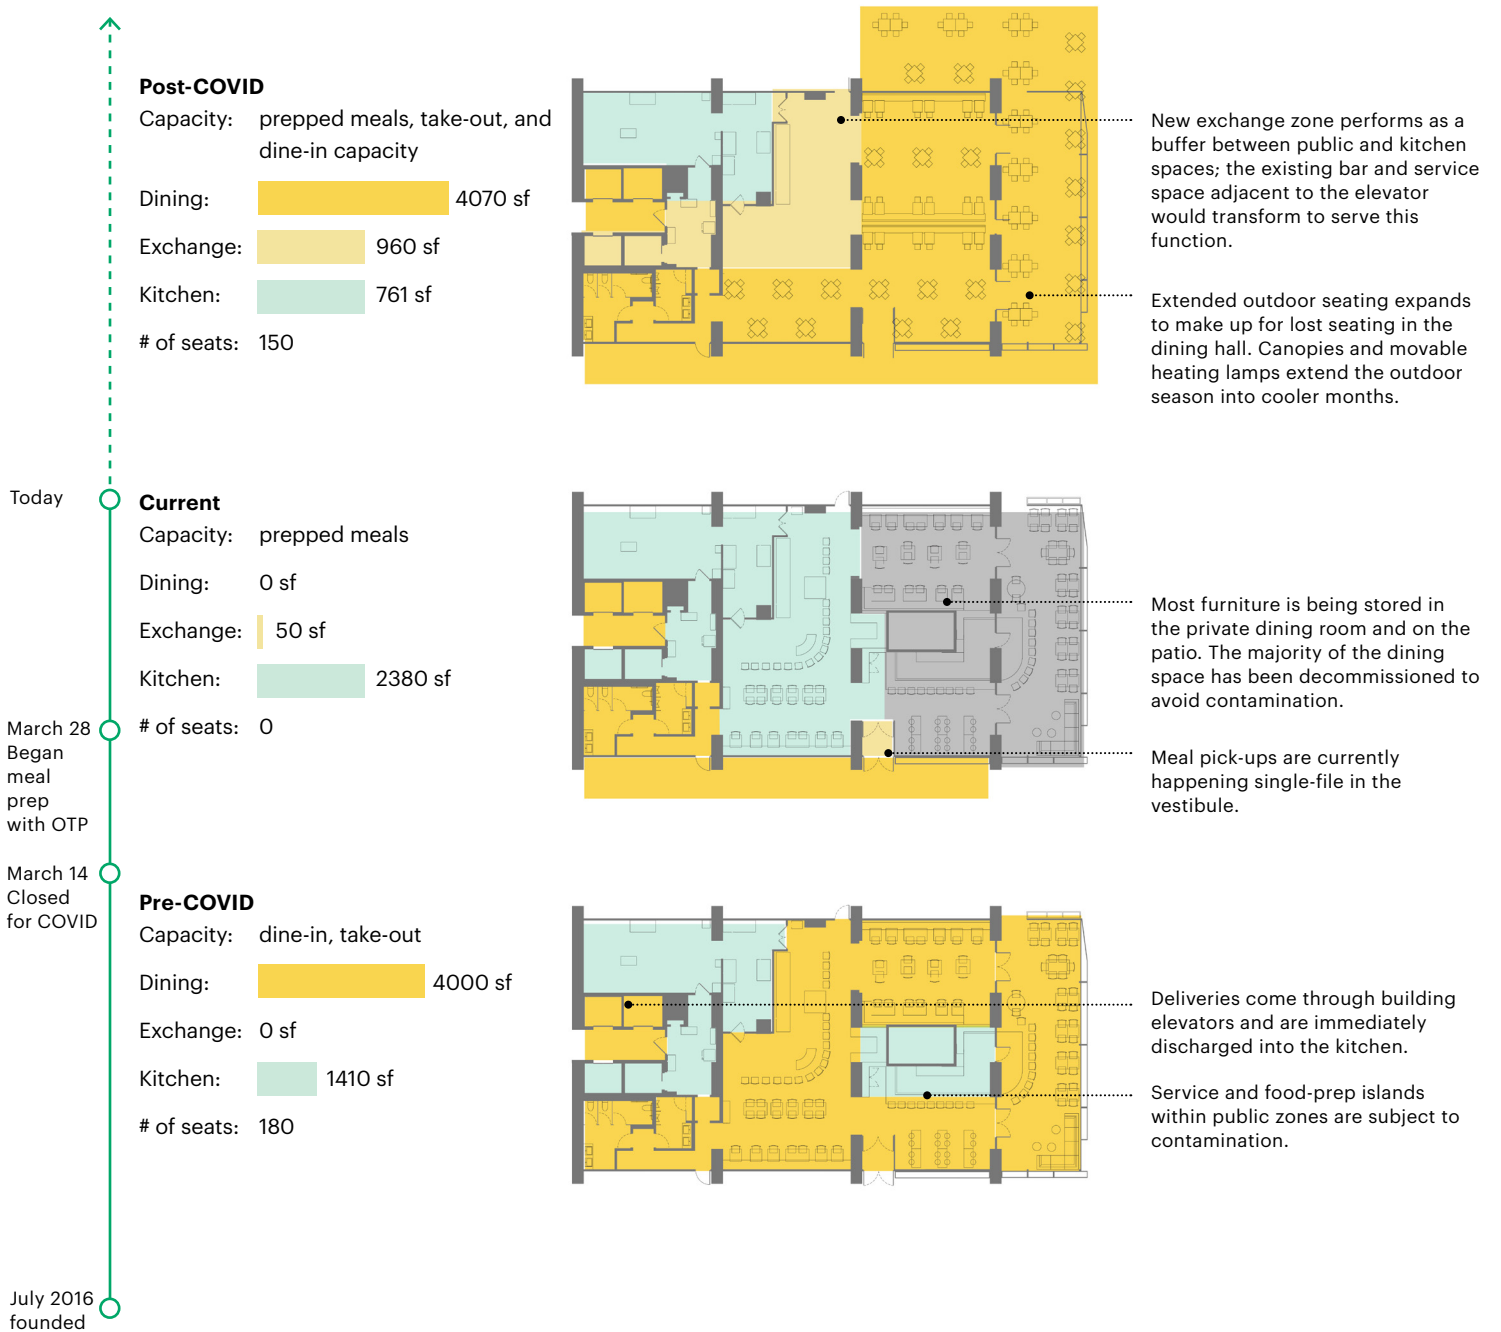 Post-COVID
Capacity: prepped meals, take-out, and
dine-in capacity
Dining: 4070 sf
Exchange: 960 sf
Kitchen: 761 sf
# of seats: 150
New exchange zone performs as a
buffer between public and kitchen
spaces; the existing bar and service
space adjacent to the elevator
would transform to serve this
function.
Extended outdoor seating expands
to make up for lost seating in the
dining hall. Canopies and movable
heating lamps extend the outdoor
season into cooler months.
Today
Current
Capacity: prepped meals
Dining: 0 sf
Exchange: 50 sf
Kitchen: 2380 sf
# of seats: 0
Most furniture is being stored in
the private dining room and on the
patio. The majority of the dining
space has been decommissioned to
avoid contamination.
Meal pick-ups are currently
happening single-file in the
vestibule.
March 28
Began
meal
prep
with OTP
March 14
Closed
for COVID
Pre-COVID
Capacity: dine-in, take-out
Dining: 4000 sf
Exchange: 0 sf
Kitchen: 1410 sf
# of seats: 180
Deliveries come through building
elevators and are immediately
discharged into the kitchen.
Service and food-prep islands
within public zones are subject to
contamination.
July 2016
founded